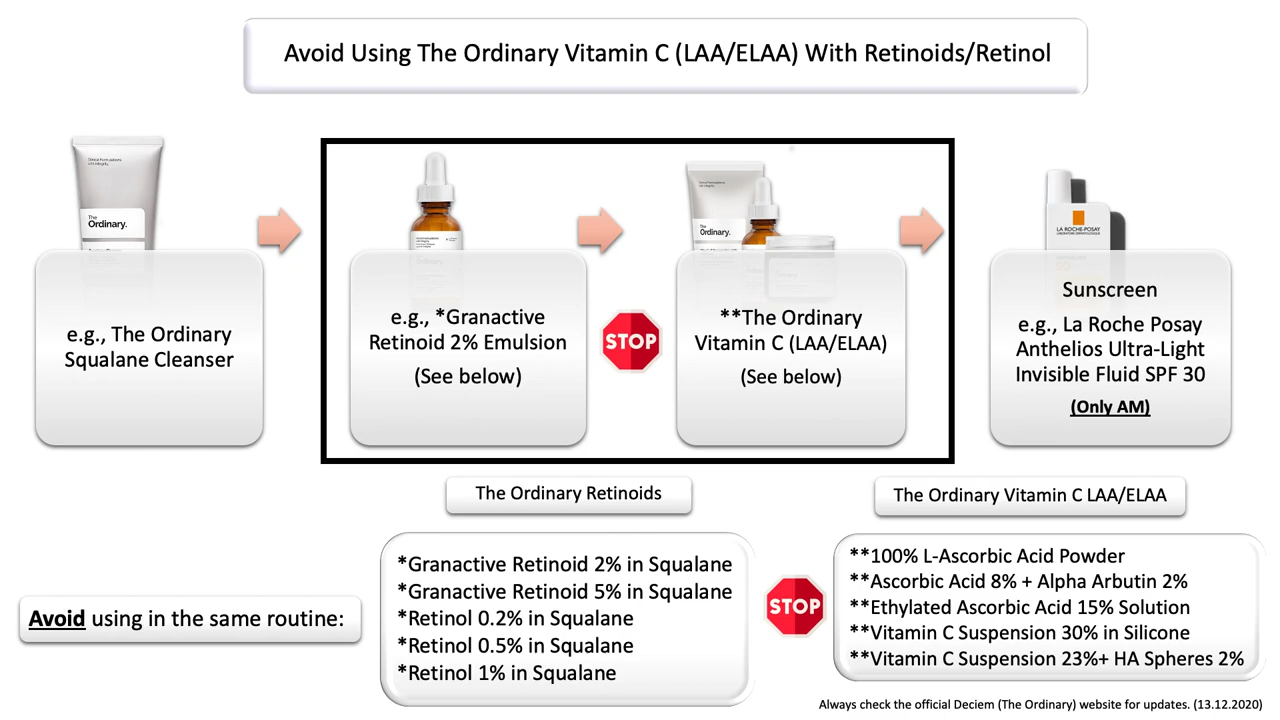 Avoid Using The Ordinary Vitamin C (LAA/ELAA) With Retinoids/Retinol
The
Ordinary.
e.g., The Ordinary
Squalane Cleanser
e.g., *Granactive
Retinoid 2% Emulsion
(See below)
STOP
The
Ordinary.
**The Ordinary
Vitamin C (LAA/ELAA)
(See below)
LA ROCHE-POSAY
Sunscreen
e.g., La Roche Posay
Anthelios Ultra-Light
Invisible Fluid SPF 30
(Only AM)
The Ordinary Retinoids
The Ordinary Vitamin C LAA/ELAA
Avoid using in the same routine:
*Granactive Retinoid 2% in Squalane
*Granactive Retinoid 5% in Squalane
*Retinol 0.2% in Squalane
*Retinol 0.5% in Squalane
*Retinol 1% in Squalane
STOP
**100% L-Ascorbic Acid Powder
**Ascorbic Acid 8% + Alpha Arbutin 2%
**Ethylated Ascorbic Acid 15% Solution
**Vitamin C Suspension 30% in Silicone
**Vitamin C Suspension 23%+ HA Spheres 2%
Always check the official Deciem (The Ordinary) website for updates. (13.12.2020)